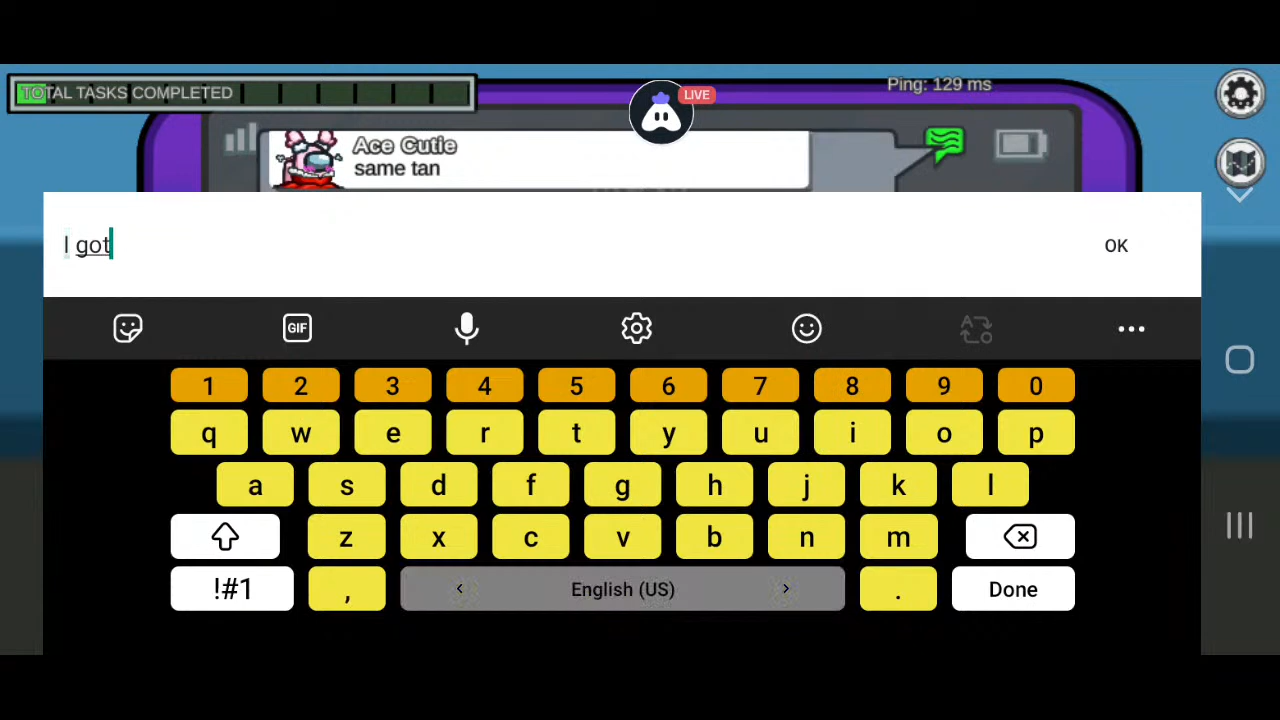 TOTAL TASKS COMPLETED
Ping: 129 ms
LIVE
Ace Cutie
same tan
I got
OK
GIF
1 2 3 4 5 6 7 8 9 0
q w e r t y u i o p
a s d f g h j k l
z x c v b n m
!#1 , < English (US) > . Done